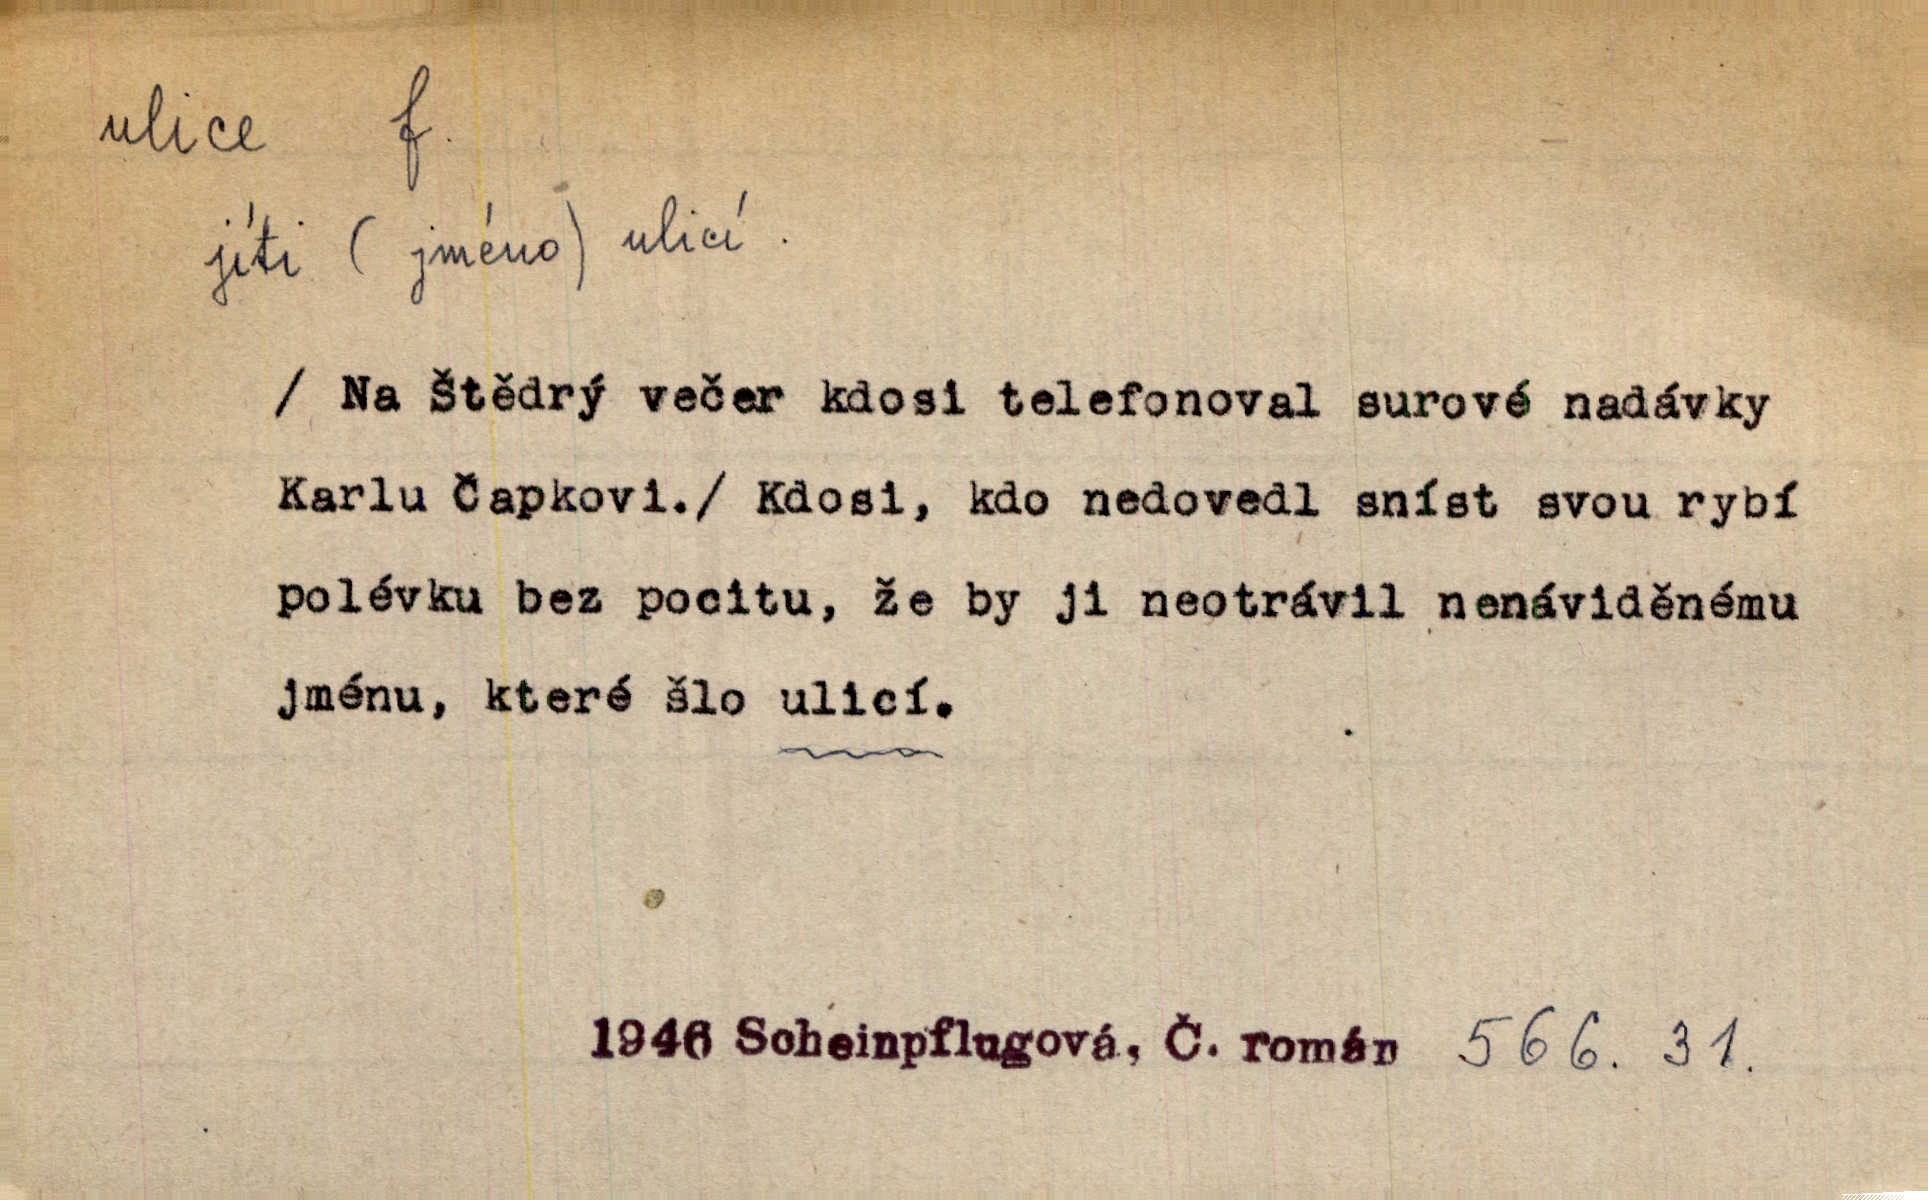 ulice f.
jíti (jméno) ulicí.
/ Na Štědrý večer kdosi telefonoval surové nadávky
Karlu Čapkovi./ Kdosi, kdo nedovedl sníst svou rybí
polévku bez pocitu, že by ji neotrávil nenáviděnému
jménu, které šlo ulicí.
1946 Scheinpflugová, Č. román 566. 31.